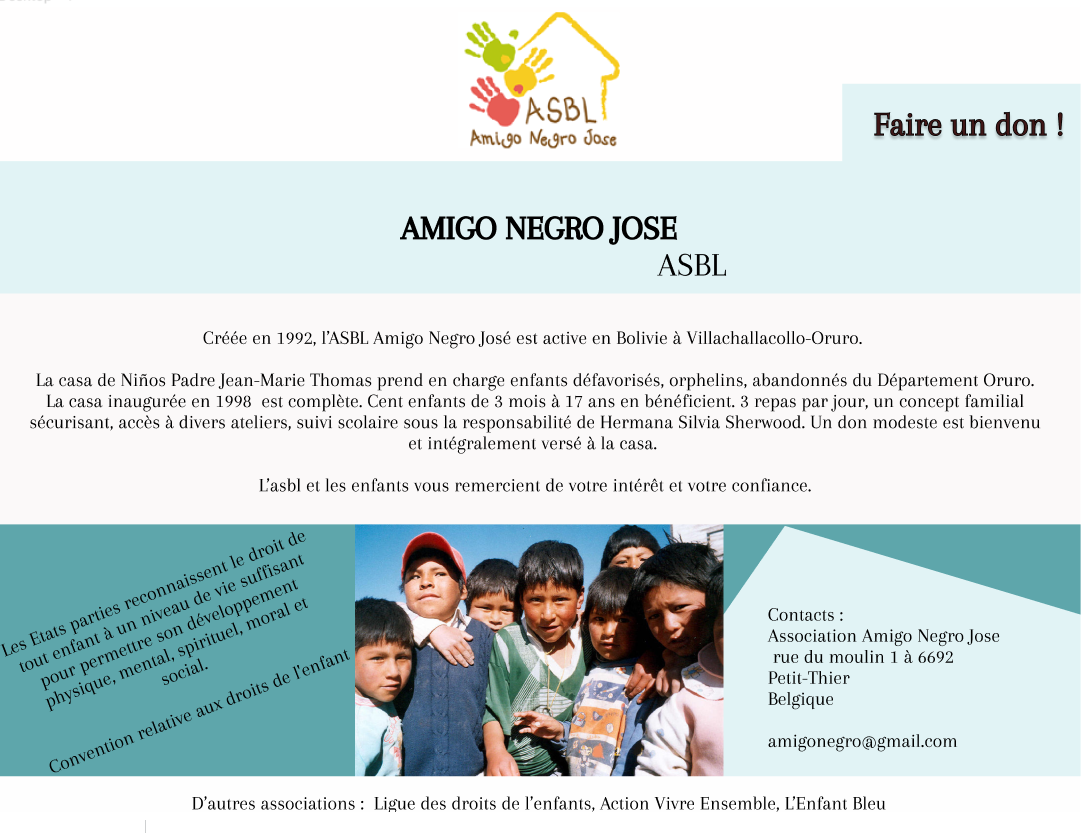 ASBL
Amigo Negro Jose
Faire un don !
AMIGO NEGRO JOSE
ASBL
Créée en 1992, l'ASBL Amigo Negro José est active en Bolivie à Villachallacollo-Oruro.
La casa de Niños Padre Jean-Marie Thomas prend en charge enfants défavorisés, orphelins, abandonnés du Département Oruro.
La casa inaugurée en 1998 est complète. Cent enfants de 3 mois à 17 ans en bénéficient. 3 repas par jour, un concept familial
sécurisant, accès à divers ateliers, suivi scolaire sous la responsabilité de Hermana Silvia Sherwood. Un don modeste est bienvenu
et intégralement versé à la casa.
L'asbl et les enfants vous remercient de votre intérêt et votre confiance.
Les Etats parties reconnaissent le droit de
tout enfant à un niveau de vie suffisant
pour permettre son développement
physique, mental, spirituel, moral et
social.
Convention relative aux droits de l'enfant
Contacts :
Association Amigo Negro Jose
rue du moulin 1 à 6692
Petit-Thier
Belgique
amigonegro@gmail.com
D'autres associations : Ligue des droits de l'enfants, Action Vivre Ensemble, L'Enfant Bleu